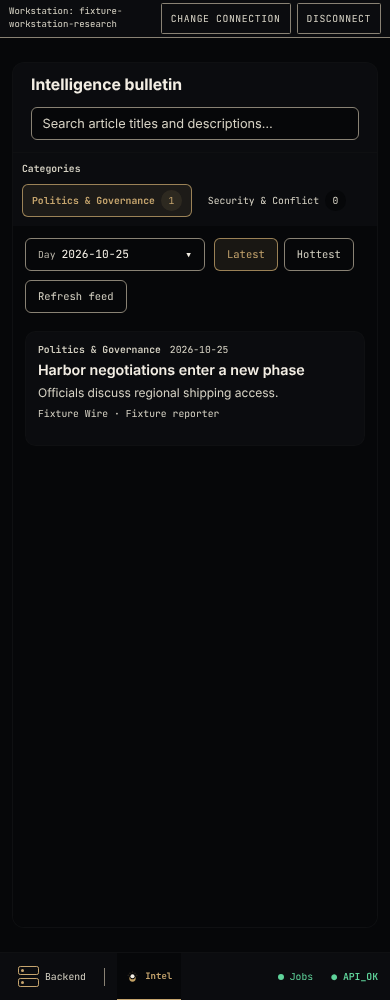 Workstation: fixture-
workstation-research
CHANGE CONNECTION
DISCONNECT
Intelligence bulletin
Search article titles and descriptions…
Categories
Politics & Governance 1
Security & Conflict 0
Day 2026-10-25
Latest
Hottest
Refresh feed
Politics & Governance 2026-10-25
Harbor negotiations enter a new phase
Officials discuss regional shipping access.
Fixture Wire · Fixture reporter
Backend
Intel
Jobs
API_OK